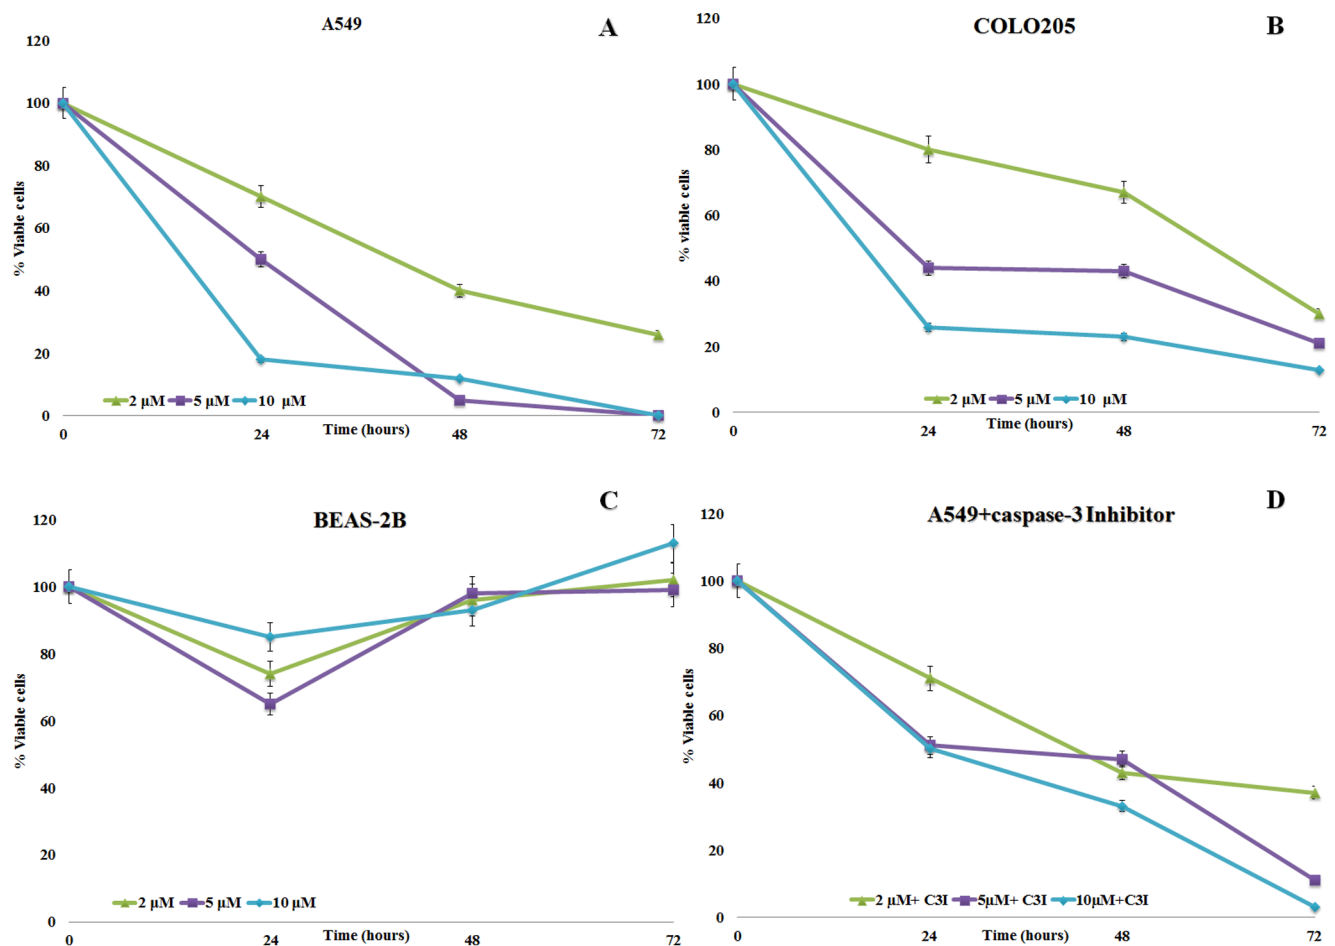 A549
A
120
100
80
60
40
20
0
% Viable cells
2 µM 5 µM 10 µM
0 24 48 72
Time (hours)
COLO205
B
120
100
80
60
40
20
0
% viable cells
2 µM 5 µM 10 µM
0 24 48 72
Time (hours)
BEAS-2B
C
120
100
80
60
40
20
0
% Viable cells
2 µM 5 µM 10 µM
0 24 48 72
Time (hours)
A549+caspase-3 Inhibitor
D
120
100
80
60
40
20
0
% Viable cells
2 µM+ C3I 5µM+ C3I 10µM+C3I
0 24 48 72
Time (hours)